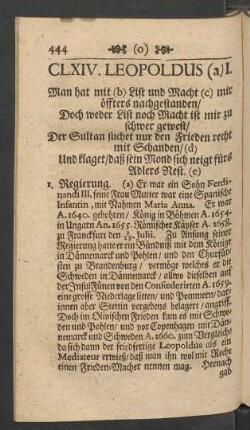 444 (o)
CLXIV. LEOPOLDUS (a) I.
Man hat mit (b) List und Macht (c) mir
öffters nachgestanden/
Doch weder List noch Macht ist mir zu
schwer gewest/
Der Sultan suchet nur den Frieden recht
mit Schanden/ (d)
Und klaget/ daß sein Mond sich neigt fürs
Adlers Nest. (e)
1. Regierung. (a) Er war ein Sohn Ferdi-
nandi III. seine Frau Mutter war eine Spanische
Infantin, mit Nahmen Maria Anna. Er war
A. 1640. gebohren/ König in Böhmen A. 1654.
in Ungarn An. 1655. Römischer Käyser A. 1658.
zu Franckfurt den Julii. Zu Anfang seiner
Regierung hatte er ein Bündniß mit dem Könige
in Dännemarck und Pohlen/ und den Churfür-
sten zu Brandenburg/ vermöge welches er die
Schweden in Dännemarck/ allwo dieselben auf
der Insul Fünen von den Confœderirten A. 1659.
eine grosse Niederlage litten/ und Pommern/ dar-
innen aber Stettin vergebens belagert/ angriff.
Doch im Olivischen Frieden kam es mit Schwe-
den und Pohlen/ und vor Copenhagen mit Dän-
nemarck und Schweden A. 1660. zum Vergleich/
da sich dann der friedfertige Leopoldus als ein
Mediateur erwieß/ daß man ihn wol mit Recht
einen Frieden-Macher nennen mag. Hernach
gab